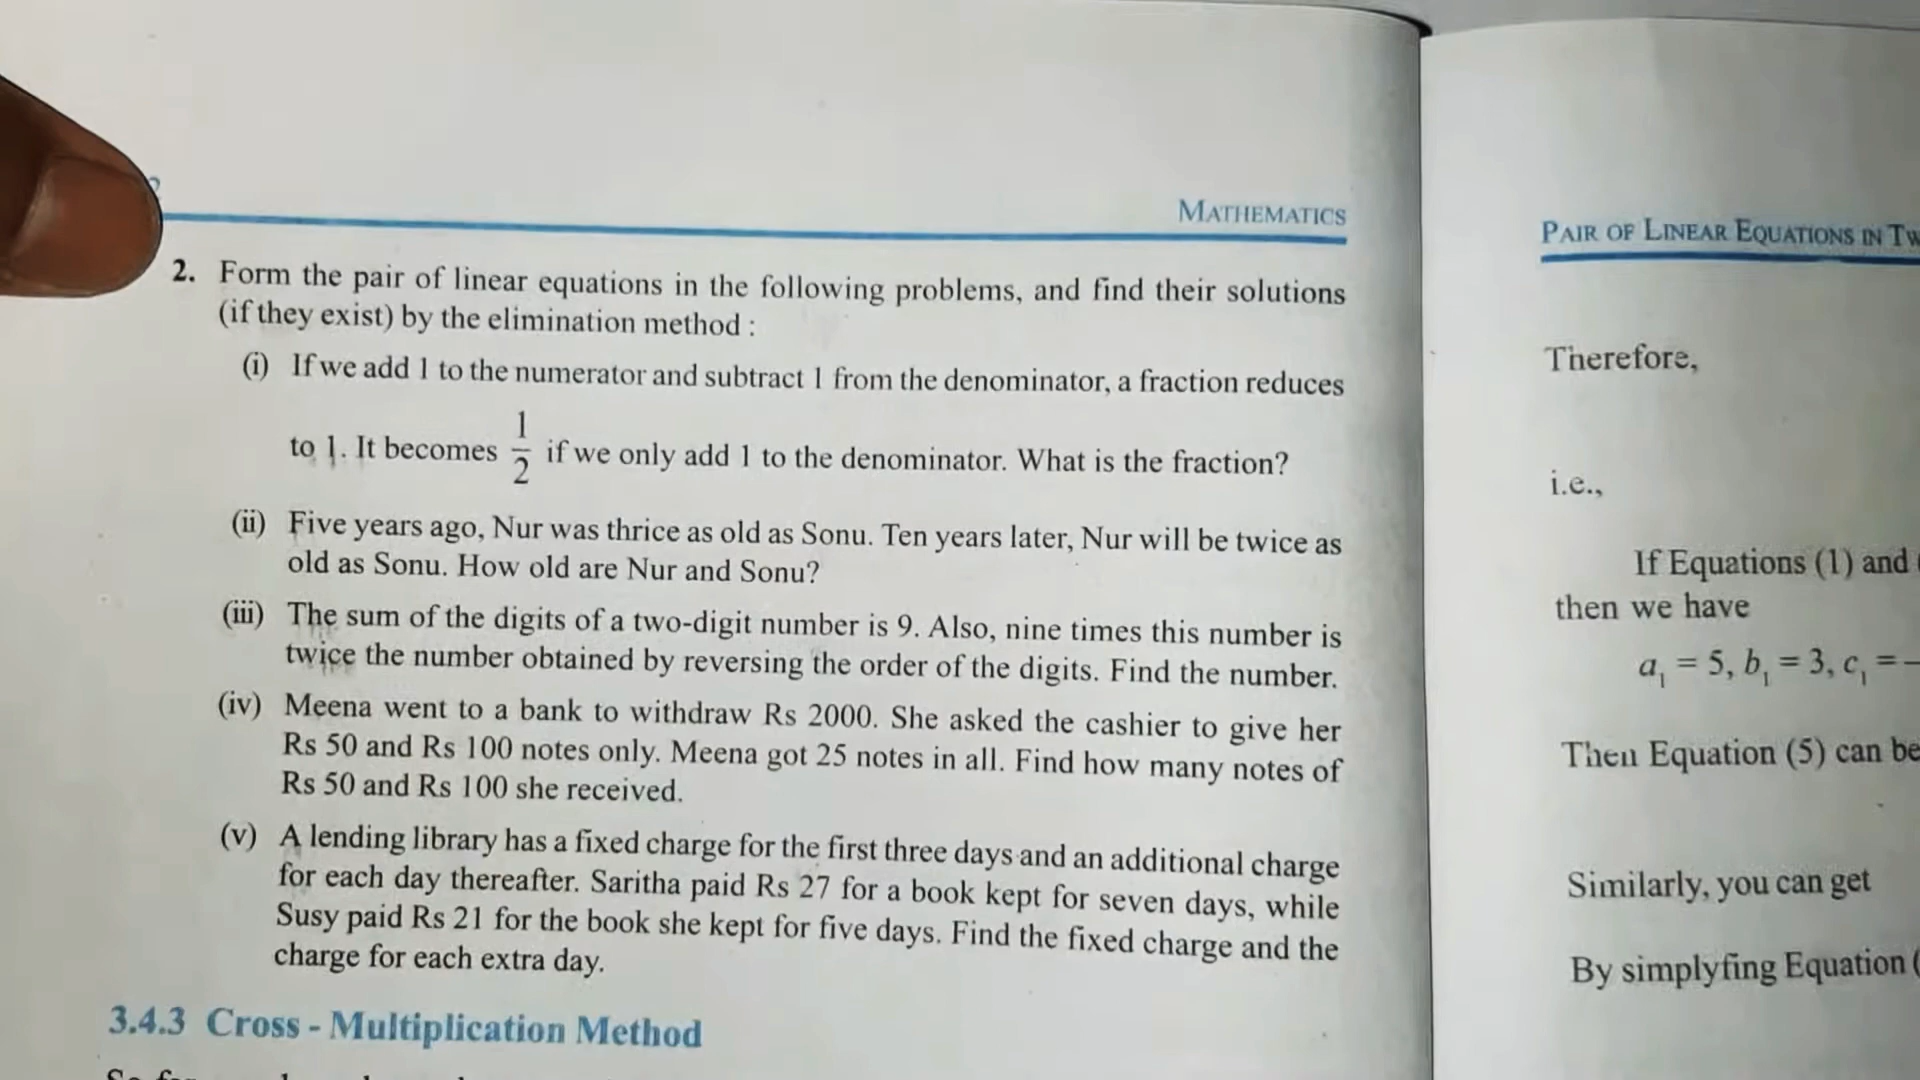 MATHEMATICS
2. Form the pair of linear equations in the following problems, and find their solutions
(if they exist) by the elimination method :
(i) If we add 1 to the numerator and subtract 1 from the denominator, a fraction reduces
to 1. It becomes 1/2 if we only add 1 to the denominator. What is the fraction?
(ii) Five years ago, Nur was thrice as old as Sonu. Ten years later, Nur will be twice as
old as Sonu. How old are Nur and Sonu?
(iii) The sum of the digits of a two-digit number is 9. Also, nine times this number is
twice the number obtained by reversing the order of the digits. Find the number.
(iv) Meena went to a bank to withdraw Rs 2000. She asked the cashier to give her
Rs 50 and Rs 100 notes only. Meena got 25 notes in all. Find how many notes of
Rs 50 and Rs 100 she received.
(v) A lending library has a fixed charge for the first three days and an additional charge
for each day thereafter. Saritha paid Rs 27 for a book kept for seven days, while
Susy paid Rs 21 for the book she kept for five days. Find the fixed charge and the
charge for each extra day.
3.4.3 Cross - Multiplication Method
PAIR OF LINEAR EQUATIONS IN
Therefore,
i.e.,
If Equations (1) and
then we have
a₁ = 5, b₁ = 3, c₁ = –
Then Equation (5) can be
Similarly, you can get
By simplyfing Equation (